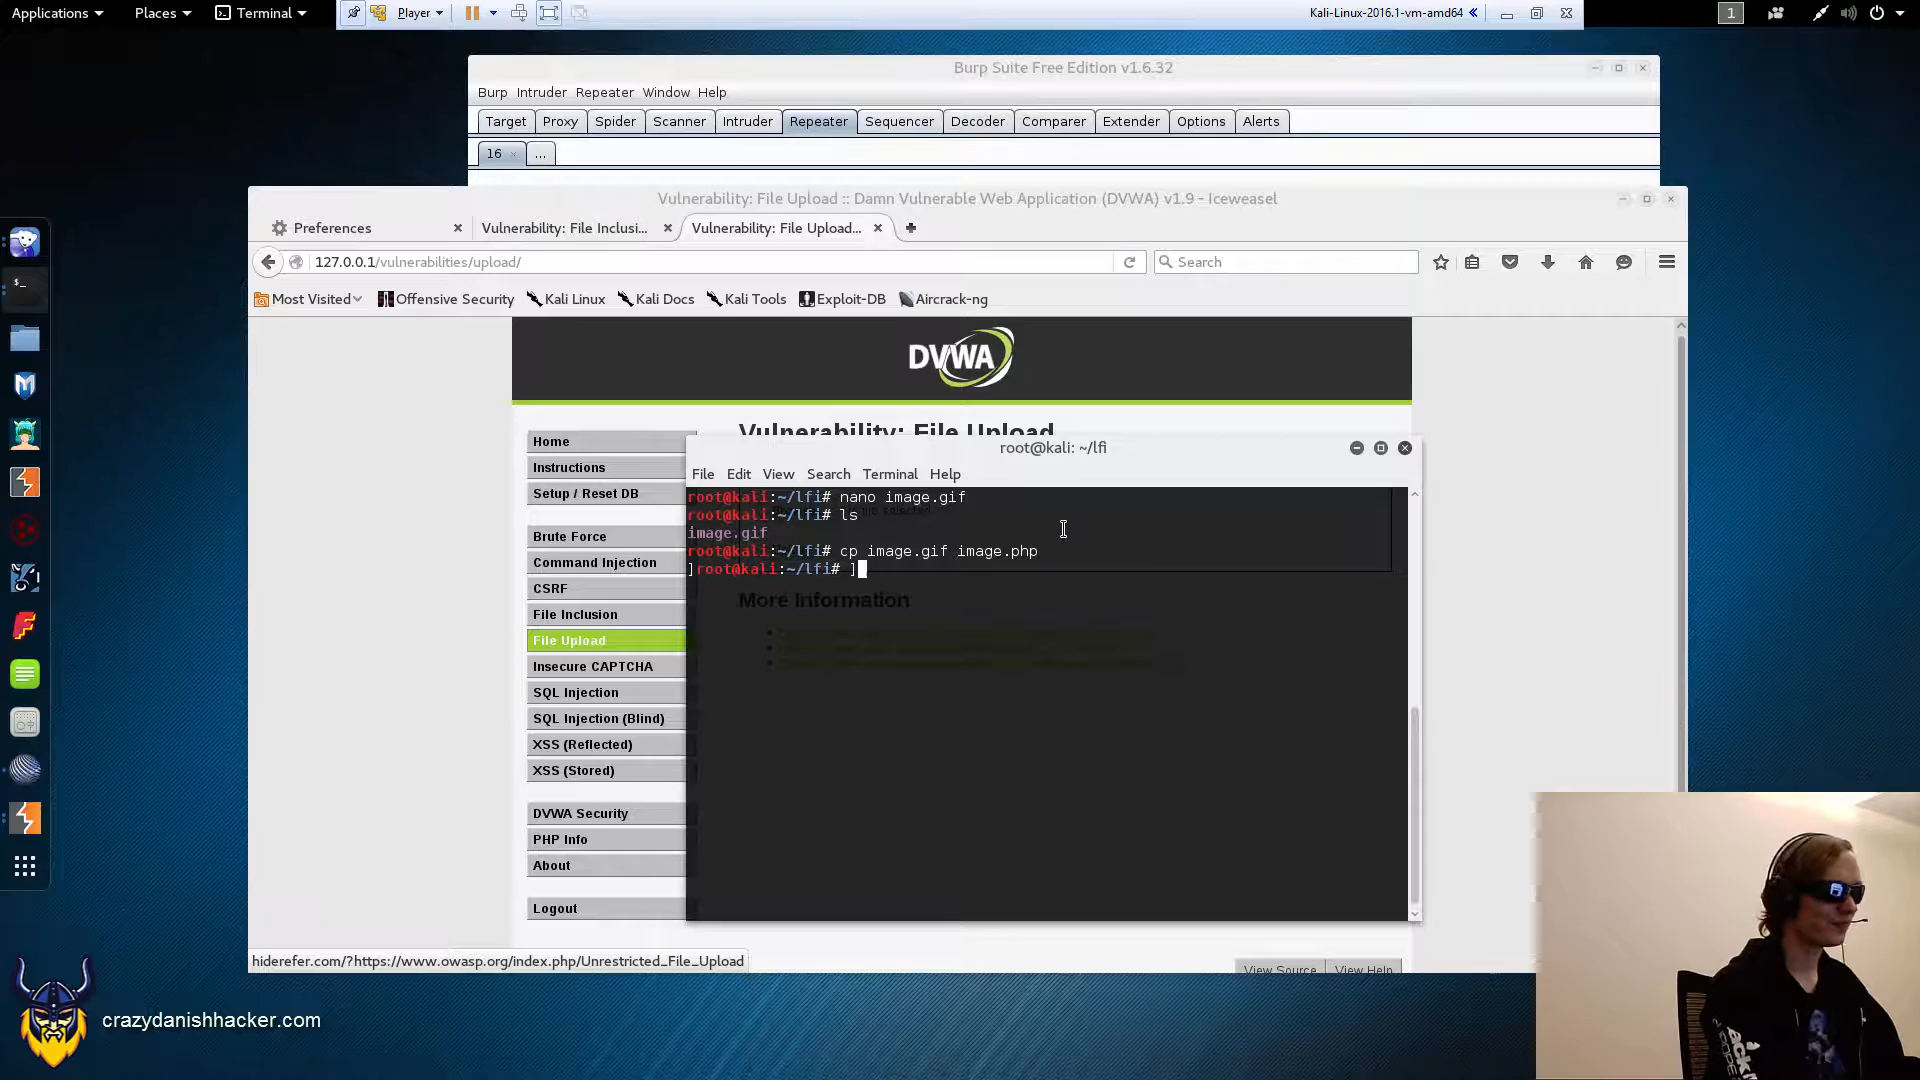 Applications Places Terminal Player Kali-Linux-2016.1-vm-amd64 1
Burp Suite Free Edition v1.6.32
Burp Intruder Repeater Window Help
Target Proxy Spider Scanner Intruder Repeater Sequencer Decoder Comparer Extender Options Alerts
16 × ...
Vulnerability: File Upload :: Damn Vulnerable Web Application (DVWA) v1.9 - Iceweasel
Preferences Vulnerability: File Inclusi... Vulnerability: File Upload...
127.0.0.1/vulnerabilities/upload/ Search
Most Visited Offensive Security Kali Linux Kali Docs Kali Tools Exploit-DB Aircrack-ng
DVWA
Vulnerability: File Upload
Home
Instructions
Setup / Reset DB
Brute Force
Command Injection
CSRF
File Inclusion
File Upload
Insecure CAPTCHA
SQL Injection
SQL Injection (Blind)
XSS (Reflected)
XSS (Stored)
DVWA Security
PHP Info
About
Logout
root@kali: ~/lfi
File Edit View Search Terminal Help
root@kali:~/lfi# nano image.gif
root@kali:~/lfi# ls
image.gif
root@kali:~/lfi# cp image.gif image.php
]root@kali:~/lfi# ]
More Information
View Source View Help
hiderefer.com/?https://www.owasp.org/index.php/Unrestricted_File_Upload
crazydanishhacker.com